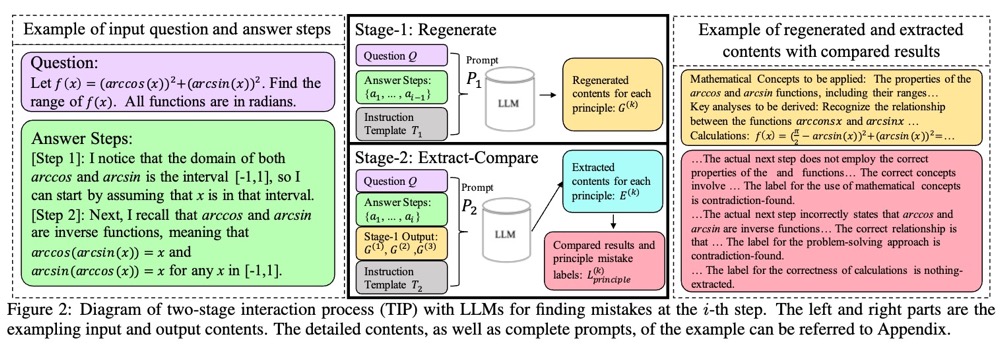 Example of input question and answer steps
Question:
Let f(x) = (arccos(x))²+(arcsin(x))². Find the
range of f(x). All functions are in radians.
Answer Steps:
[Step 1]: I notice that the domain of both
arccos and arcsin is the interval [-1,1], so I
can start by assuming that x is in that interval.
[Step 2]: Next, I recall that arccos and arcsin
are inverse functions, meaning that
arccos(arcsin(x)) = x and
arcsin(arccos(x)) = x for any x in [-1,1].
Stage-1: Regenerate
Question Q
Answer Steps:
{a₁, … , aᵢ₋₁}
Instruction
Template T₁
Prompt
P₁
LLM
Regenerated
contents for each
principle: G⁽ᵏ⁾
Stage-2: Extract-Compare
Question Q
Answer Steps:
{a₁, … , aᵢ}
Stage-1 Output:
G⁽¹⁾, G⁽²⁾ ,G⁽³⁾
Instruction
Template T₂
Prompt
P₂
LLM
Extracted
contents for each
principle: E⁽ᵏ⁾
Compared results and
principle mistake
labels: L⁽ᵏ⁾principle
Example of regenerated and extracted
contents with compared results
Mathematical Concepts to be applied: The properties of the
arccos and arcsin functions, including their ranges…
Key analyses to be derived: Recognize the relationship
between the functions arcconsx and arcsinx …
Calculations: f(x) = (π/2 − arcsin(x))²+(arcsin(x))²=…
…The actual next step does not employ the correct
properties of the and functions… The correct concepts
involve … The label for the use of mathematical concepts
is contradiction-found.
…The actual next step incorrectly states that arccos and
arcsin are inverse functions… The correct relationship
is that … The label for the problem-solving approach is
contradiction-found.
… The label for the correctness of calculations is nothing-
extracted.
Figure 2: Diagram of two-stage interaction process (TIP) with LLMs for finding mistakes at the i-th step. The left and right parts are the
exampling input and output contents. The detailed contents, as well as complete prompts, of the example can be referred to Appendix.